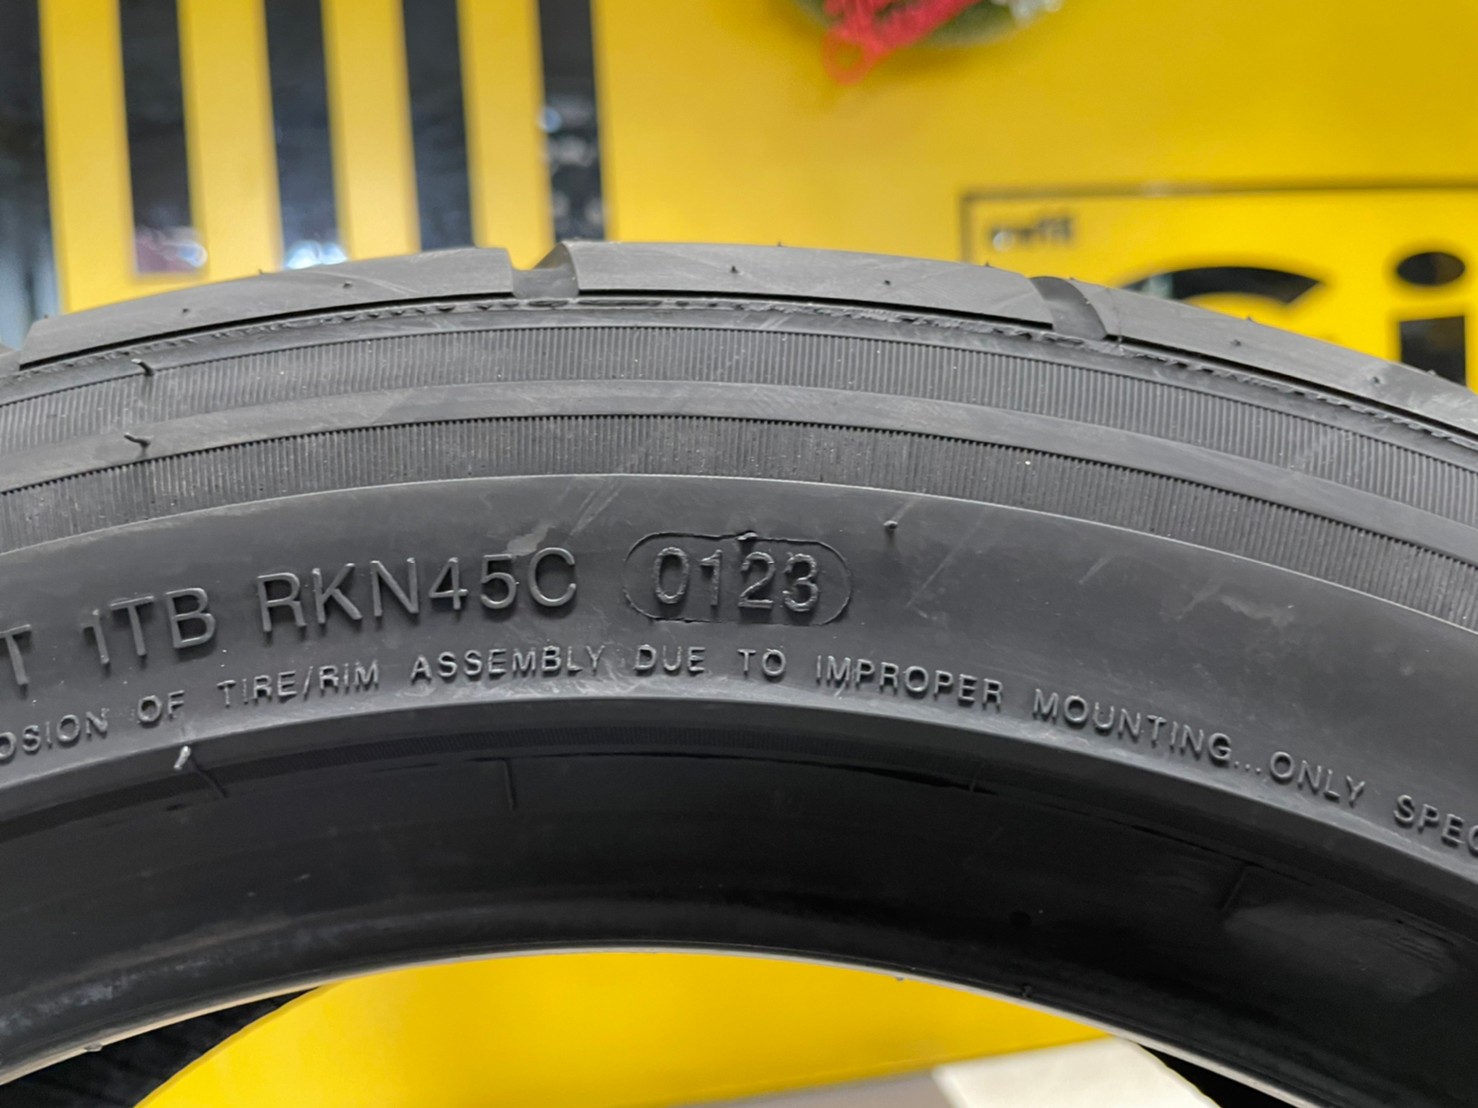 T 1TB RKN45C 0123
OSION OF TIRE/RIM ASSEMBLY DUE TO IMPROPER MOUNTING...ONLY SPEC